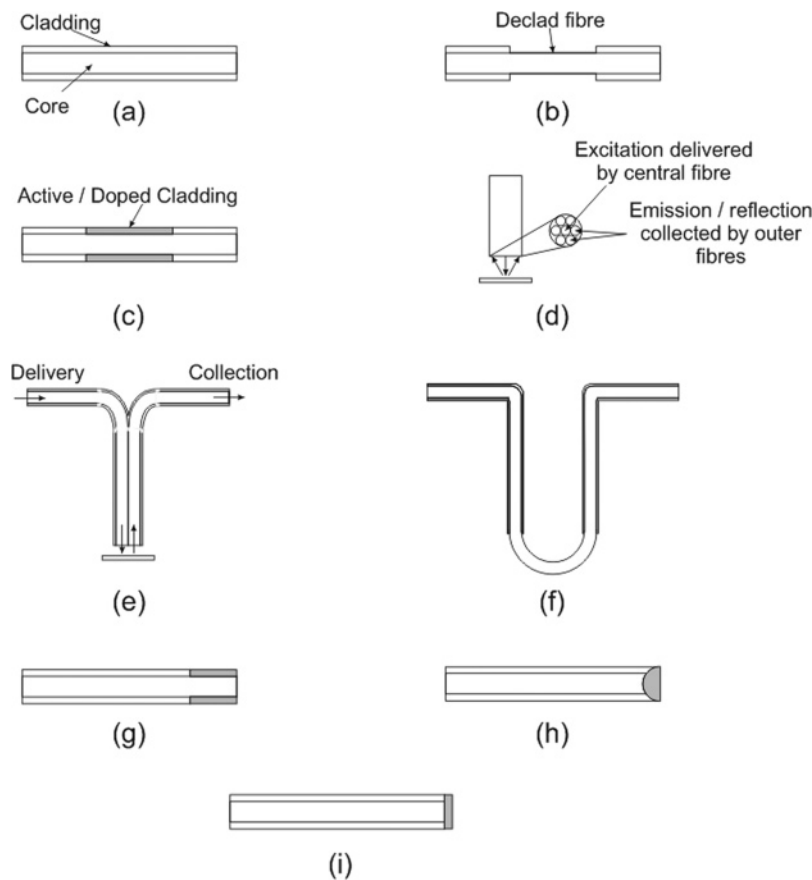 Cladding
Core
(a)
Declad fibre
(b)
Active / Doped Cladding
(c)
Excitation delivered
by central fibre
Emission / reflection
collected by outer
fibres
(d)
Delivery
Collection
(e)
(f)
(g)
(h)
(i)